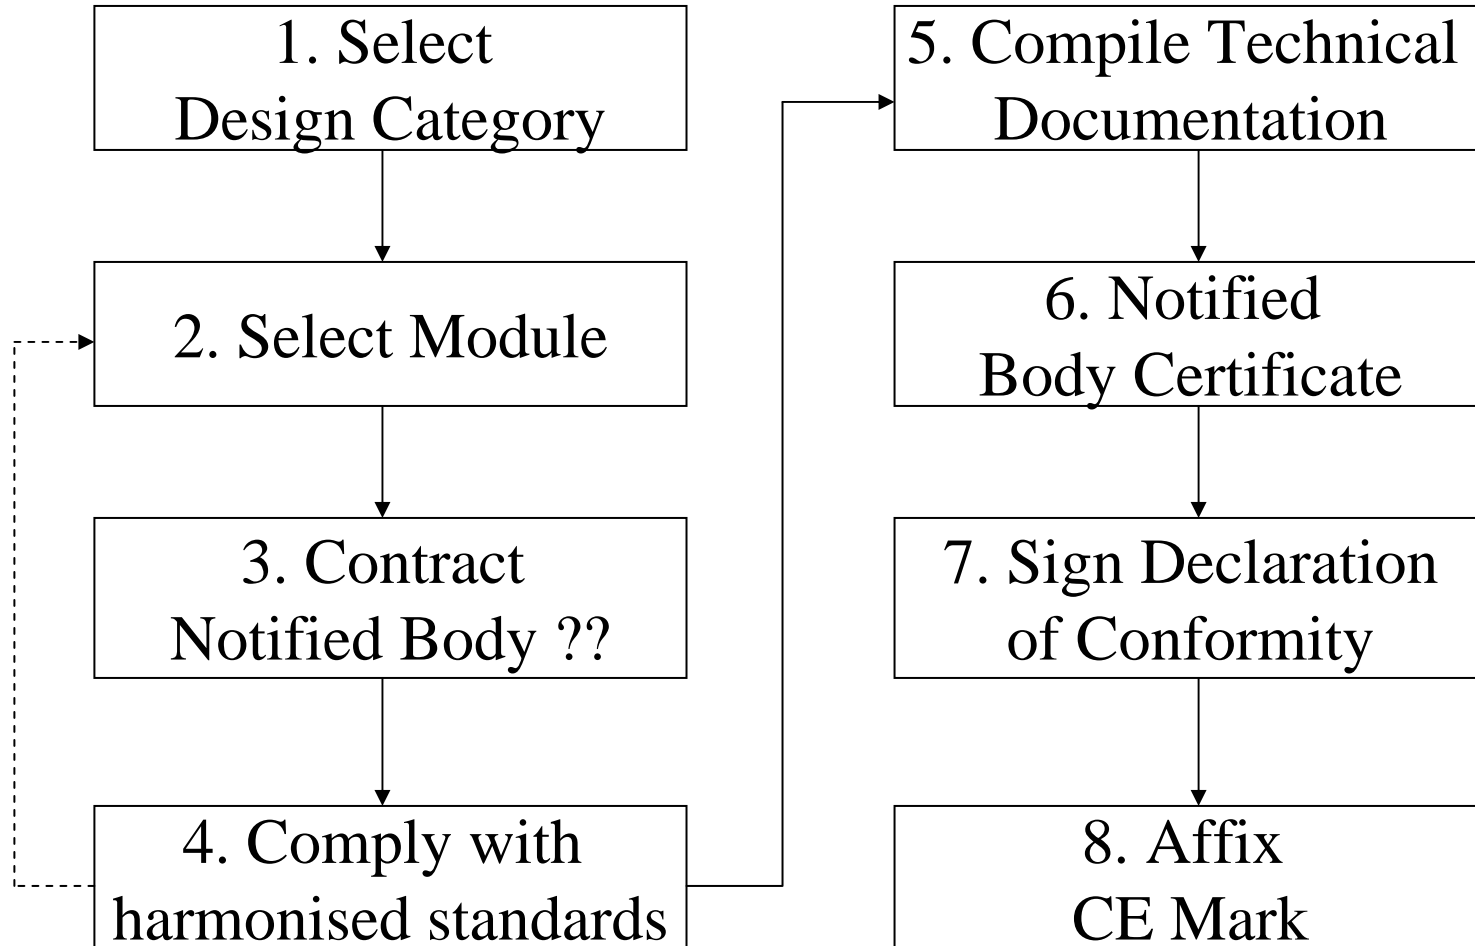 1. Select
Design Category
2. Select Module
3. Contract
Notified Body ??
4. Comply with
harmonised standards
5. Compile Technical
Documentation
6. Notified
Body Certificate
7. Sign Declaration
of Conformity
8. Affix
CE Mark